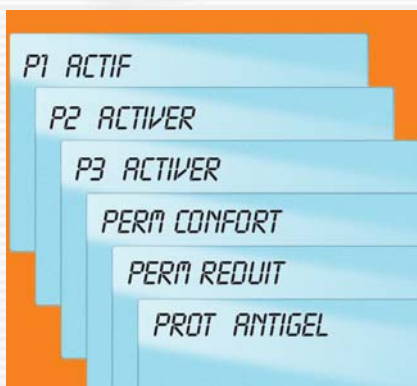 P1 ACTIF
P2 ACTIVER
P3 ACTIVER
PERM CONFORT
PERM REDUIT
PROT ANTIGEL